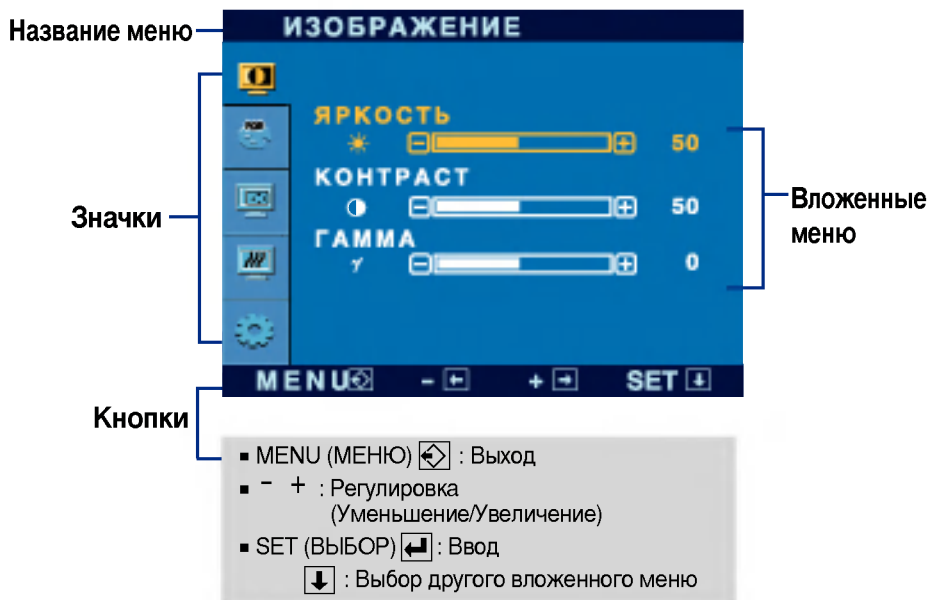 Название меню
ИЗОБРАЖЕНИЕ
ЯРКОСТЬ
50
КОНТРАСТ
50
ГАММА
0
Значки
Вложенные
меню
MENU - + SET
Кнопки
▪ MENU (МЕНЮ) : Выход
▪ - + : Регулировка
(Уменьшение/Увеличение)
▪ SET (ВЫБОР) : Ввод
: Выбор другого вложенного меню